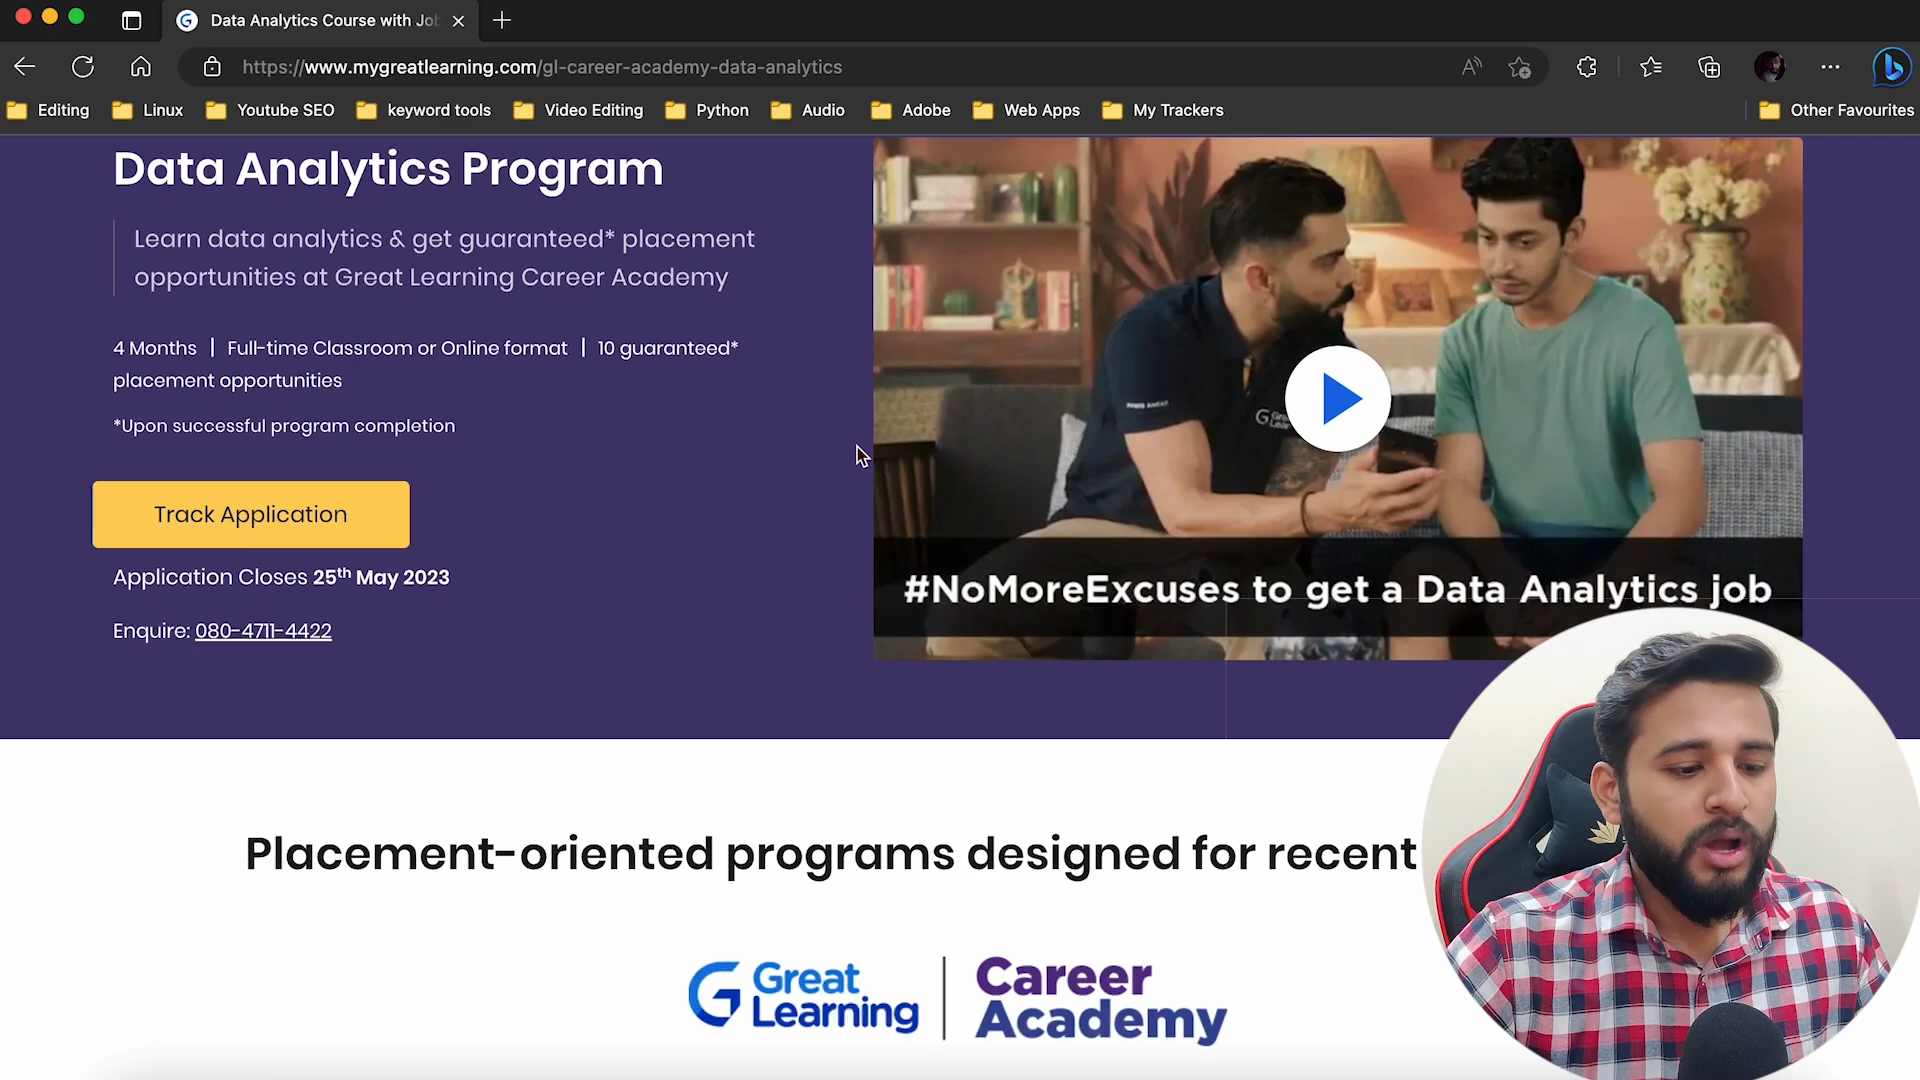 Data Analytics Course with Jo
https://www.mygreatlearning.com/gl-career-academy-data-analytics
Editing
Linux
Youtube SEO
keyword tools
Video Editing
Python
Audio
Adobe
Web Apps
My Trackers
Other Favourites
Data Analytics Program
Learn data analytics & get guaranteed* placement
opportunities at Great Learning Career Academy
4 Months | Full-time Classroom or Online format | 10 guaranteed*
placement opportunities
*Upon successful program completion
Track Application
Application Closes 25th May 2023
Enquire: 080-4711-4422
#NoMoreExcuses to get a Data Analytics job
Placement-oriented programs designed for recent
Great
Learning
Career
Academy